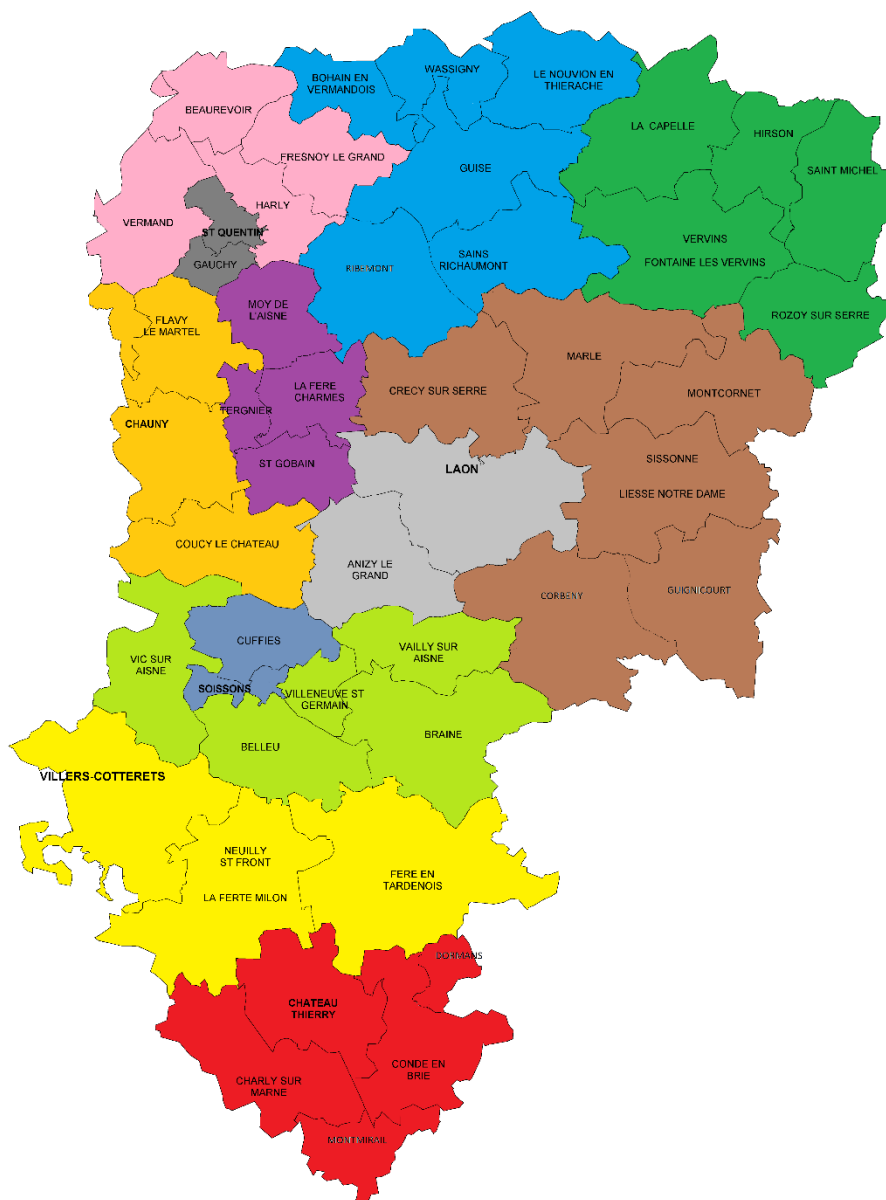 WASSIGNY
BOHAIN EN
VERMANDOIS
LE NOUVION EN
THIERACHE
BEAUREVOIR
LA CAPELLE
HIRSON
FRESNOY LE GRAND
GUISE
SAINT MICHEL
HARLY
VERMAND
ST QUENTIN
GAUCHY
VERVINS
FONTAINE LES VERVINS
SAINS
RICHAUMONT
RIBEMONT
MOY DE
L'AISNE
FLAVY
LE MARTEL
ROZOY SUR SERRE
MARLE
LA FERE
CHARMES
CRECY SUR SERRE
MONTCORNET
TERGNIER
CHAUNY
ST GOBAIN
LAON
SISSONNE
LIESSE NOTRE DAME
COUCY LE CHATEAU
ANIZY LE
GRAND
CORBENY
GUIGNICOURT
CUFFIES
VAILLY SUR
AISNE
VIC SUR
AISNE
SOISSONS
VILLENEUVE ST
GERMAIN
BRAINE
BELLEU
VILLERS-COTTERETS
NEUILLY
ST FRONT
LA FERTE MILON
FERE EN
TARDENOIS
DORMANS
CHATEAU
THIERRY
CONDE EN
BRIE
CHARLY SUR
MARNE
MONTMIRAIL